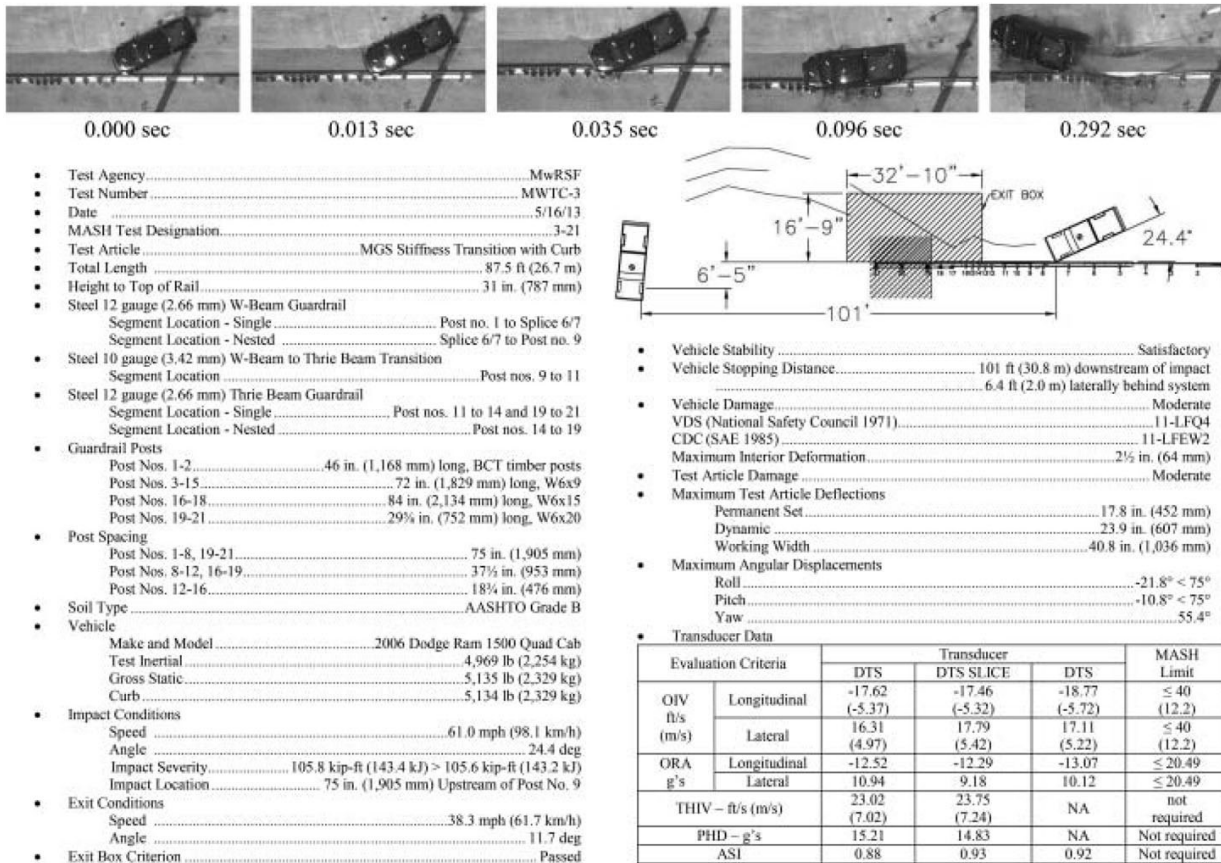 0.000 sec
0.013 sec
0.035 sec
0.096 sec
0.292 sec
• Test Agency MwRSF
• Test Number MWTC-3
• Date 5/16/13
• MASH Test Designation 3-21
• Test Article MGS Stiffness Transition with Curb
• Total Length 87.5 ft (26.7 m)
• Height to Top of Rail 31 in. (787 mm)
• Steel 12 gauge (2.66 mm) W-Beam Guardrail
Segment Location - Single Post no. 1 to Splice 6/7
Segment Location - Nested Splice 6/7 to Post no. 9
• Steel 10 gauge (3.42 mm) W-Beam to Thrie Beam Transition
Segment Location Post nos. 9 to 11
• Steel 12 gauge (2.66 mm) Thrie Beam Guardrail
Segment Location - Single Post nos. 11 to 14 and 19 to 21
Segment Location - Nested Post nos. 14 to 19
• Guardrail Posts
Post Nos. 1-2 46 in. (1,168 mm) long, BCT timber posts
Post Nos. 3-15 72 in. (1,829 mm) long, W6x9
Post Nos. 16-18 84 in. (2,134 mm) long, W6x15
Post Nos. 19-21 29⅝ in. (752 mm) long, W6x20
• Post Spacing
Post Nos. 1-8, 19-21 75 in. (1,905 mm)
Post Nos. 8-12, 16-19 37½ in. (953 mm)
Post Nos. 12-16 18¾ in. (476 mm)
• Soil Type AASHTO Grade B
• Vehicle
Make and Model 2006 Dodge Ram 1500 Quad Cab
Test Inertial 4,969 lb (2,254 kg)
Gross Static 5,135 lb (2,329 kg)
Curb 5,134 lb (2,329 kg)
• Impact Conditions
Speed 61.0 mph (98.1 km/h)
Angle 24.4 deg
Impact Severity 105.8 kip-ft (143.4 kJ) > 105.6 kip-ft (143.2 kJ)
Impact Location 75 in. (1,905 mm) Upstream of Post No. 9
• Exit Conditions
Speed 38.3 mph (61.7 km/h)
Angle 11.7 deg
• Exit Box Criterion Passed
32'-10"
EXIT BOX
16'-9"
24.4°
6'-5"
101'
• Vehicle Stability Satisfactory
• Vehicle Stopping Distance 101 ft (30.8 m) downstream of impact
6.4 ft (2.0 m) laterally behind system
• Vehicle Damage Moderate
VDS (National Safety Council 1971) 11-LFQ4
CDC (SAE 1985) 11-LFEW2
Maximum Interior Deformation 2½ in. (64 mm)
• Test Article Damage Moderate
• Maximum Test Article Deflections
Permanent Set 17.8 in. (452 mm)
Dynamic 23.9 in. (607 mm)
Working Width 40.8 in. (1,036 mm)
• Maximum Angular Displacements
Roll -21.8° < 75°
Pitch -10.8° < 75°
Yaw 55.4°
• Transducer Data
Evaluation Criteria Transducer MASH Limit
DTS DTS SLICE DTS
OIV ft/s (m/s) Longitudinal -17.62 (-5.37) -17.46 (-5.32) -18.77 (-5.72) ≤ 40 (12.2)
Lateral 16.31 (4.97) 17.79 (5.42) 17.11 (5.22) ≤ 40 (12.2)
ORA g's Longitudinal -12.52 -12.29 -13.07 ≤ 20.49
Lateral 10.94 9.18 10.12 ≤ 20.49
THIV – ft/s (m/s) 23.02 (7.02) 23.75 (7.24) NA not required
PHD – g's 15.21 14.83 NA Not required
ASI 0.88 0.93 0.92 Not required